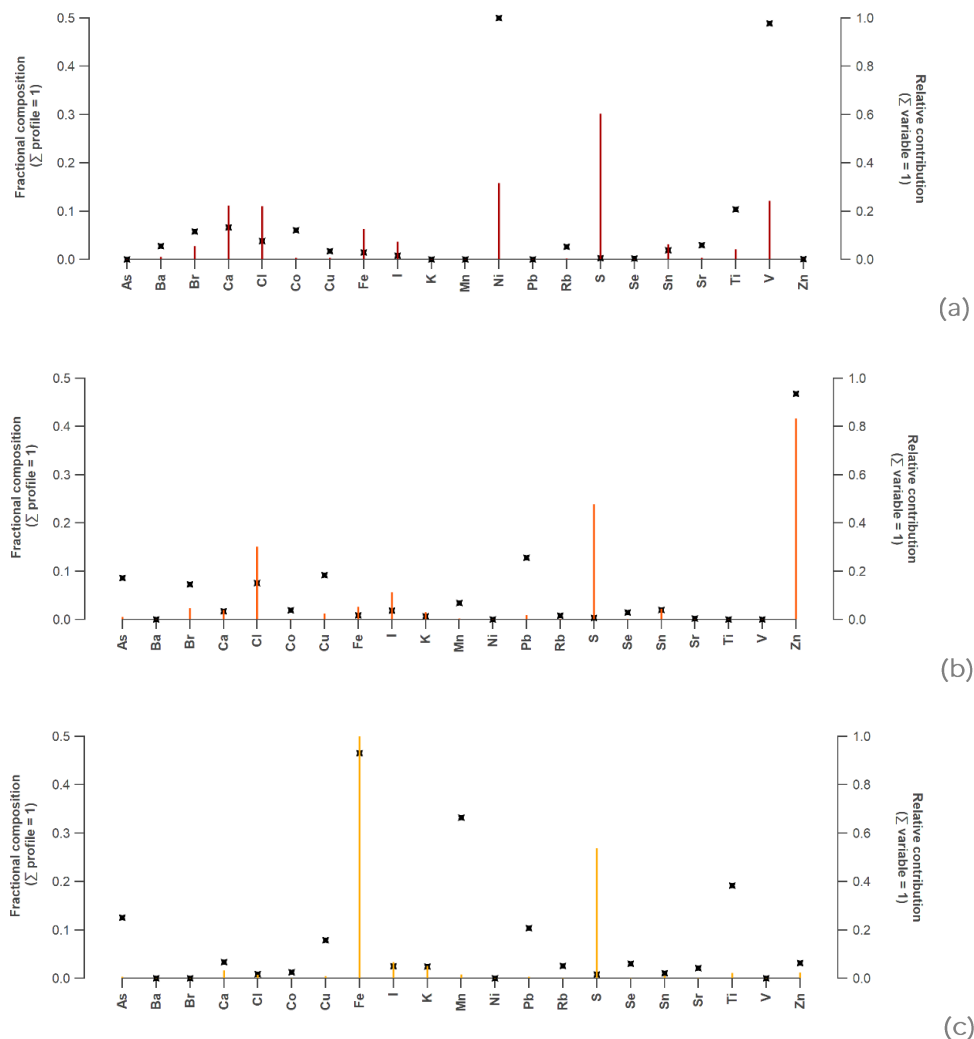 0.5
0.4
0.3
0.2
0.1
0.0
Fractional composition
(∑ profile = 1)
1.0
0.8
0.6
0.4
0.2
0.0
Relative contribution
(∑ variable = 1)
As Ba Br Ca Cl Co Cu Fe I K Mn Ni Pb Rb S Se Sn Sr Ti V Zn
(a)
0.5
0.4
0.3
0.2
0.1
0.0
Fractional composition
(∑ profile = 1)
1.0
0.8
0.6
0.4
0.2
0.0
Relative contribution
(∑ variable = 1)
As Ba Br Ca Cl Co Cu Fe I K Mn Ni Pb Rb S Se Sn Sr Ti V Zn
(b)
0.5
0.4
0.3
0.2
0.1
0.0
Fractional composition
(∑ profile = 1)
1.0
0.8
0.6
0.4
0.2
0.0
Relative contribution
(∑ variable = 1)
As Ba Br Ca Cl Co Cu Fe I K Mn Ni Pb Rb S Se Sn Sr Ti V Zn
(c)